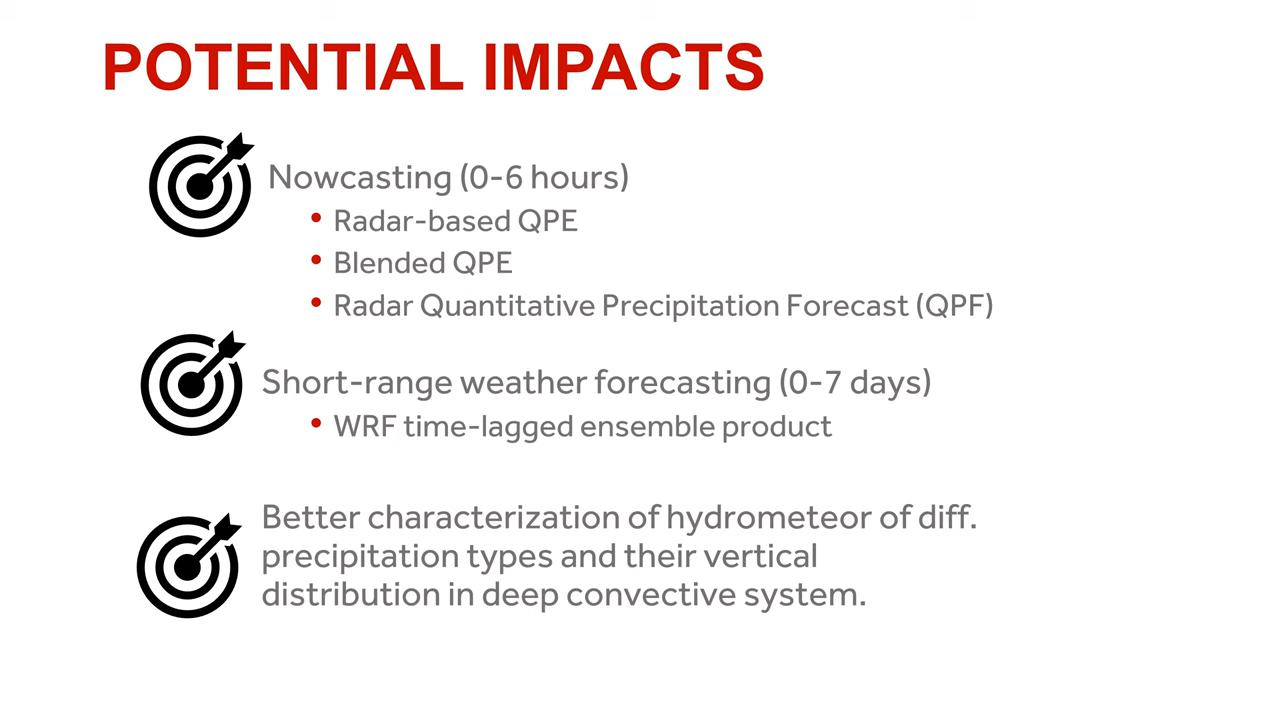 POTENTIAL IMPACTS
Nowcasting (0-6 hours)
• Radar-based QPE
• Blended QPE
• Radar Quantitative Precipitation Forecast (QPF)
Short-range weather forecasting (0-7 days)
• WRF time-lagged ensemble product
Better characterization of hydrometeor of diff.
precipitation types and their vertical
distribution in deep convective system.